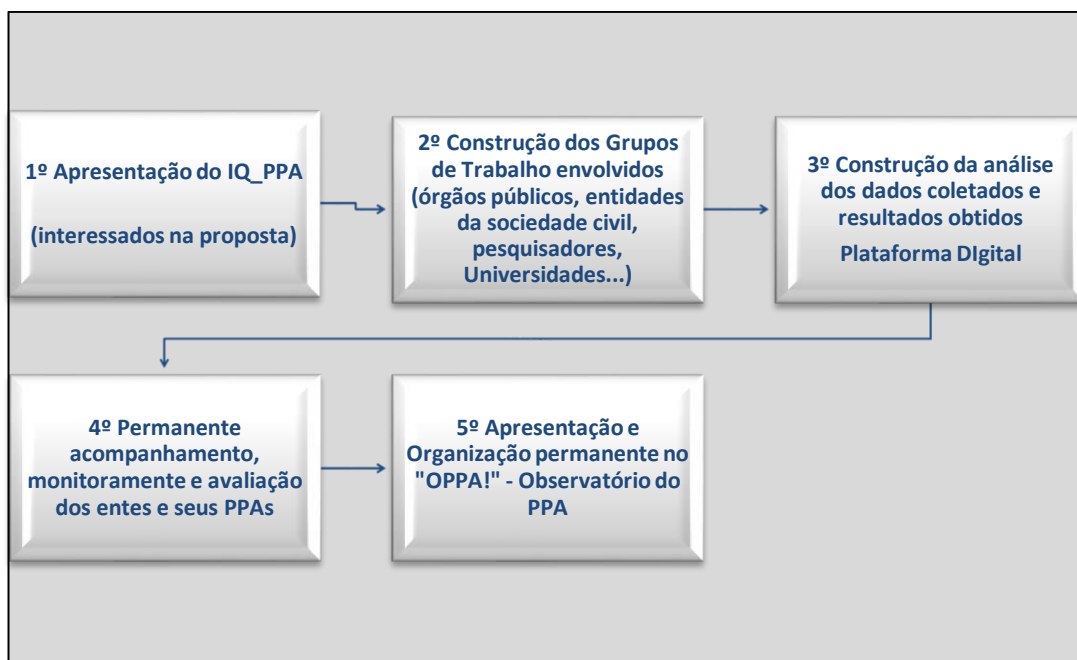 1º Apresentação do IQ_PPA
(interessados na proposta)
2º Construção dos Grupos
de Trabalho envolvidos
(órgãos públicos, entidades
da sociedade civil,
pesquisadores,
Universidades...)
3º Construção da análise
dos dados coletados e
resultados obtidos
Plataforma DIgital
4º Permanente
acompanhamento,
monitoramente e avaliação
dos entes e seus PPAs
5º Apresentação e
Organização permanente no
"OPPA!" - Observatório do
PPA